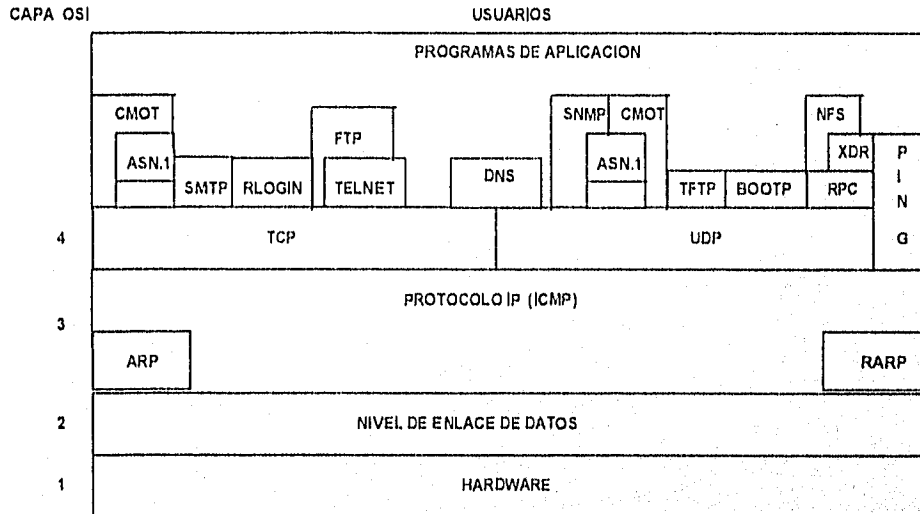 CAPA OSI USUARIOS
PROGRAMAS DE APLICACION
CMOT SNMP CMOT NFS
FTP
ASN.1 ASN.1 XDR P
DNS I
SMTP RLOGIN TELNET TFTP BOOTP RPC N
4 TCP UDP G
PROTOCOLO IP (ICMP)
3
ARP RARP
2 NIVEL DE ENLACE DE DATOS
1 HARDWARE